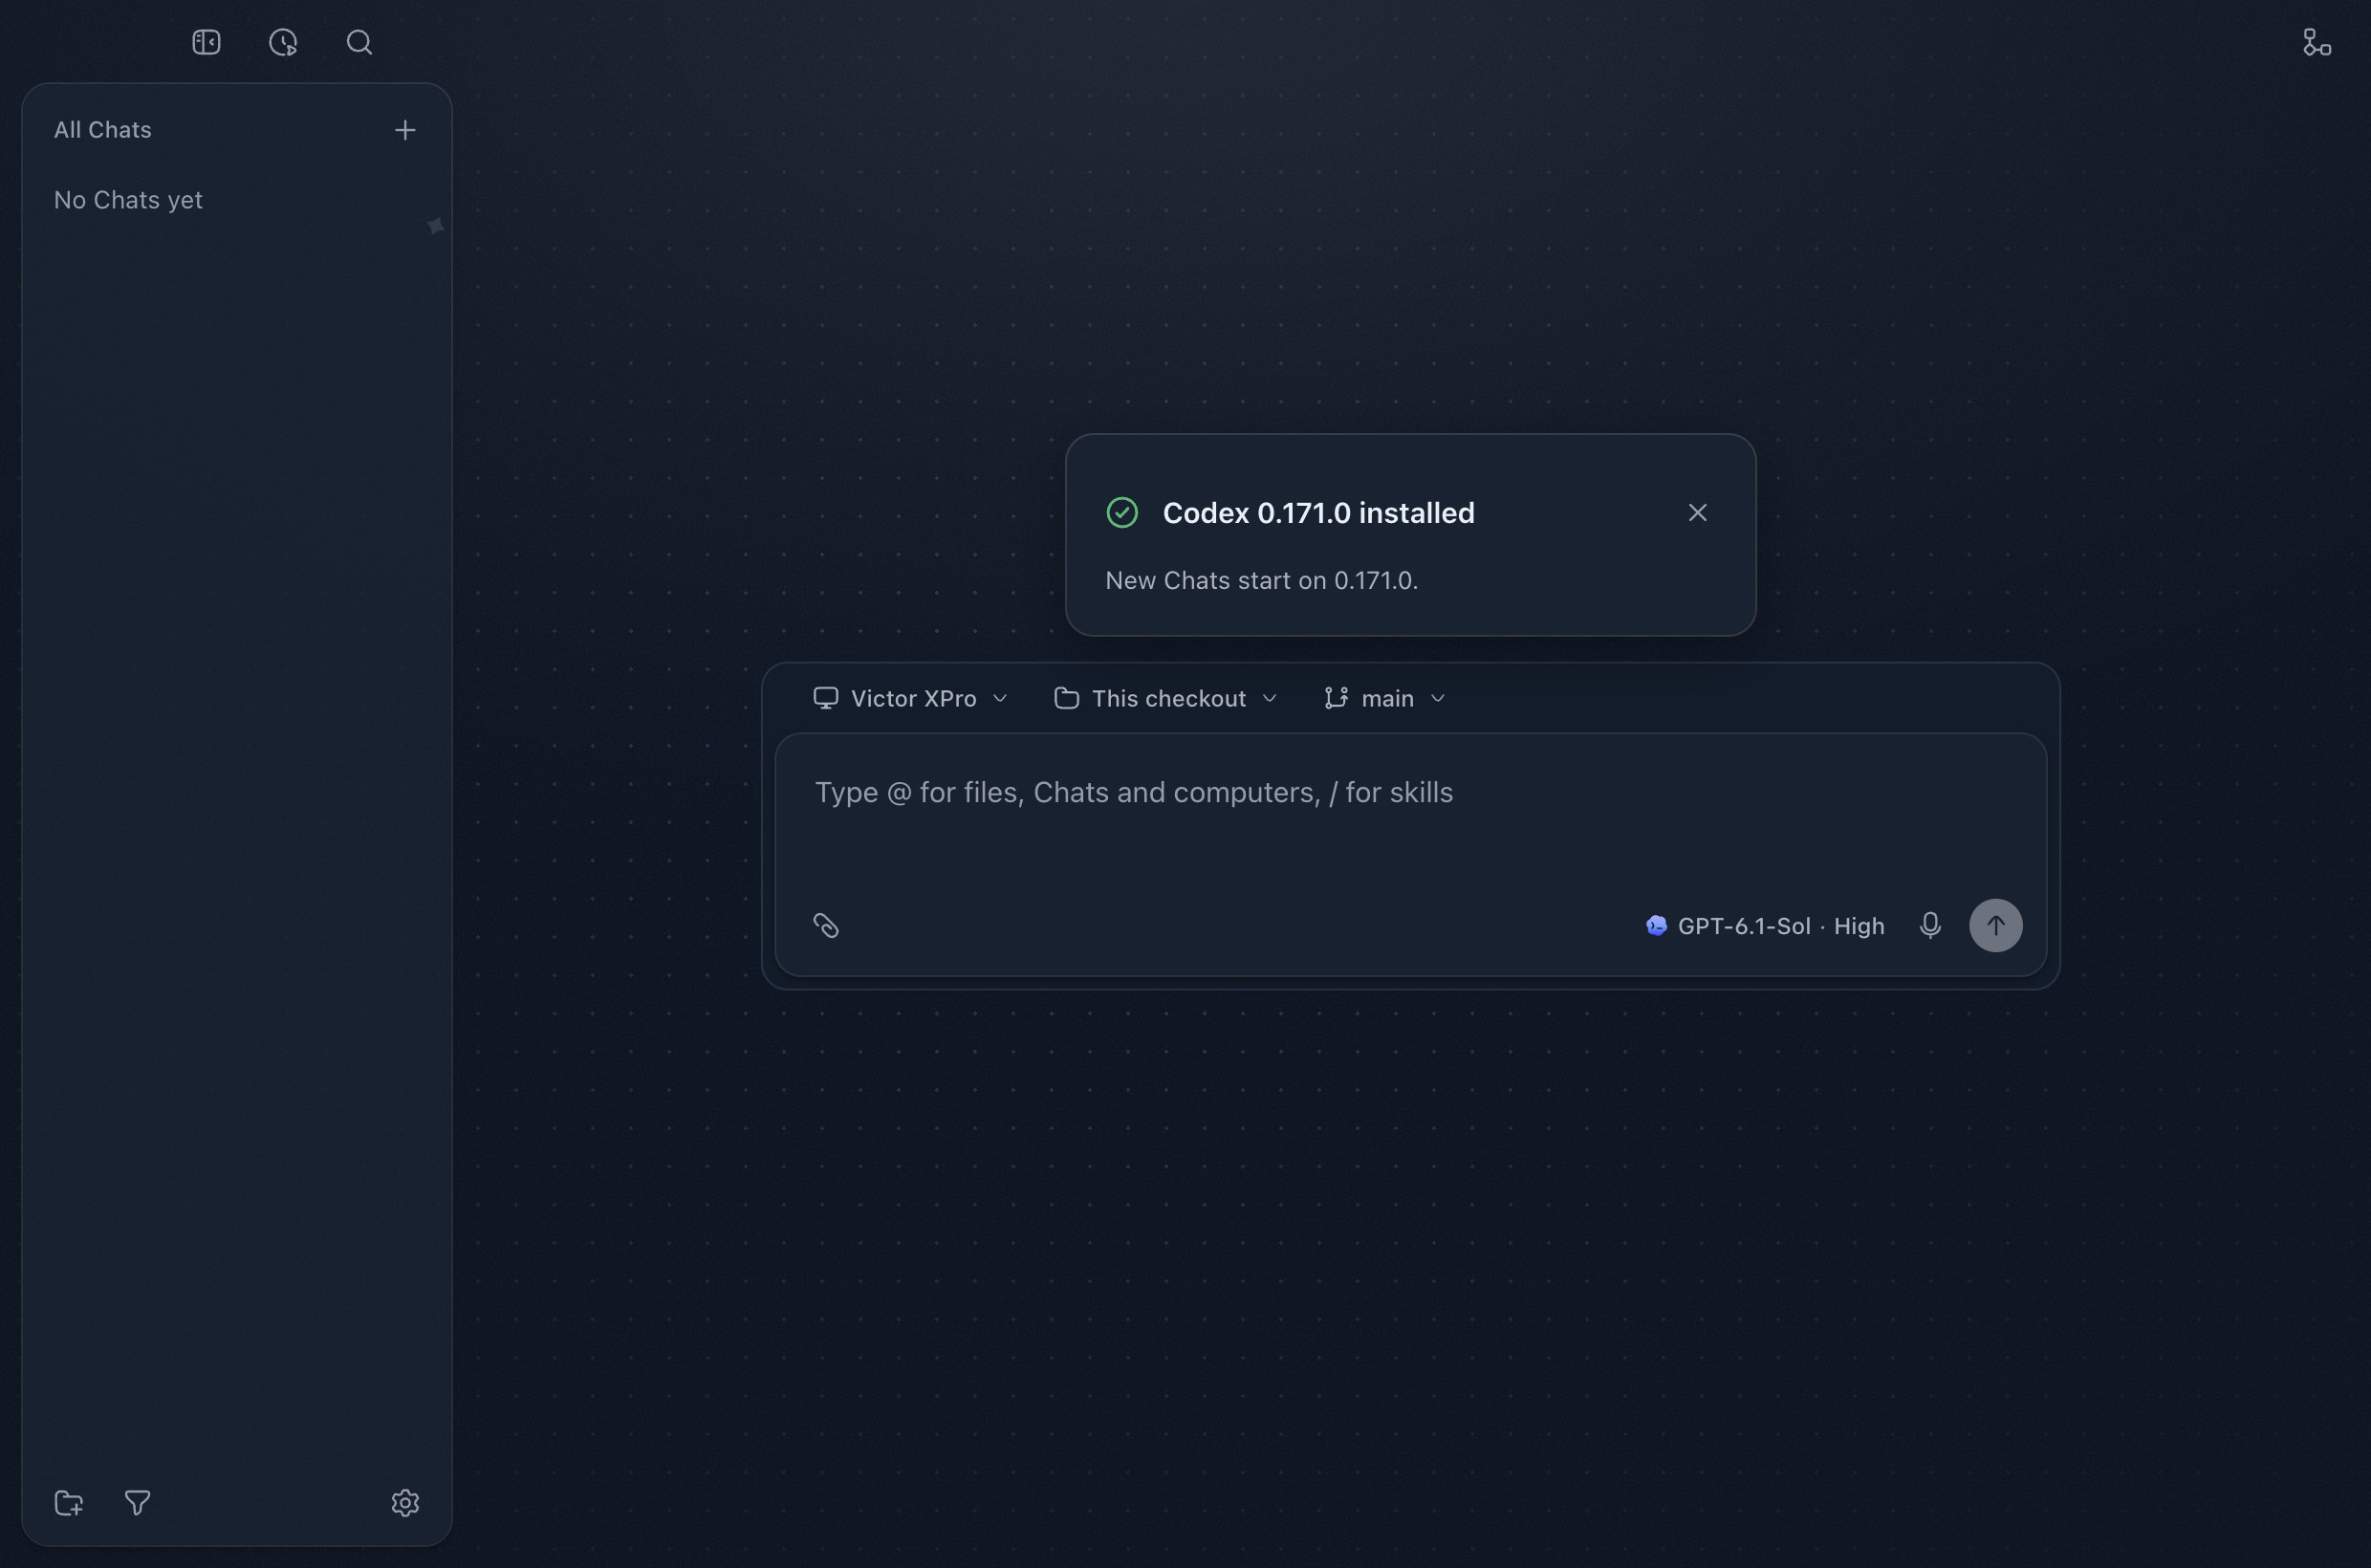 All Chats
No Chats yet
Codex 0.171.0 installed
New Chats start on 0.171.0.
Victor XPro
This checkout
main
Type @ for files, Chats and computers, / for skills
GPT-6.1-Sol · High